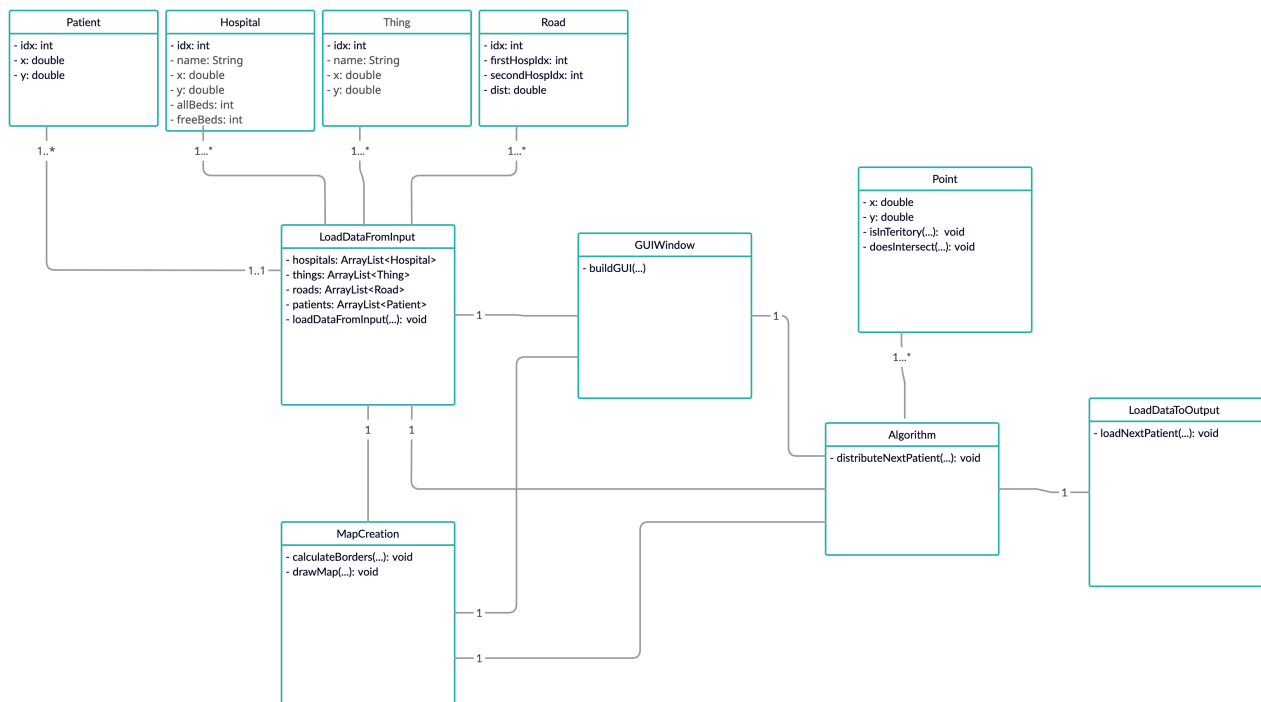 Patient
- idx: int
- x: double
- y: double
1..*
Hospital
- idx: int
- name: String
- x: double
- y: double
- allBeds: int
- freeBeds: int
1...*
Thing
- idx: int
- name: String
- x: double
- y: double
1...*
Road
- idx: int
- firstHospIdx: int
- secondHospIdx: int
- dist: double
1...*
LoadDataFromInput
- hospitals: ArrayList<Hospital>
- things: ArrayList<Thing>
- roads: ArrayList<Road>
- patients: ArrayList<Patient>
- loadDataFromInput(...): void
1..1
1
1
1
GUIWindow
- buildGUI(...)
1
Point
- x: double
- y: double
- isInTeritory(...): void
- doesIntersect(...): void
1...*
Algorithm
- distributeNextPatient(...): void
1
LoadDataToOutput
- loadNextPatient(...): void
MapCreation
- calculateBorders(...): void
- drawMap(...): void
1
1